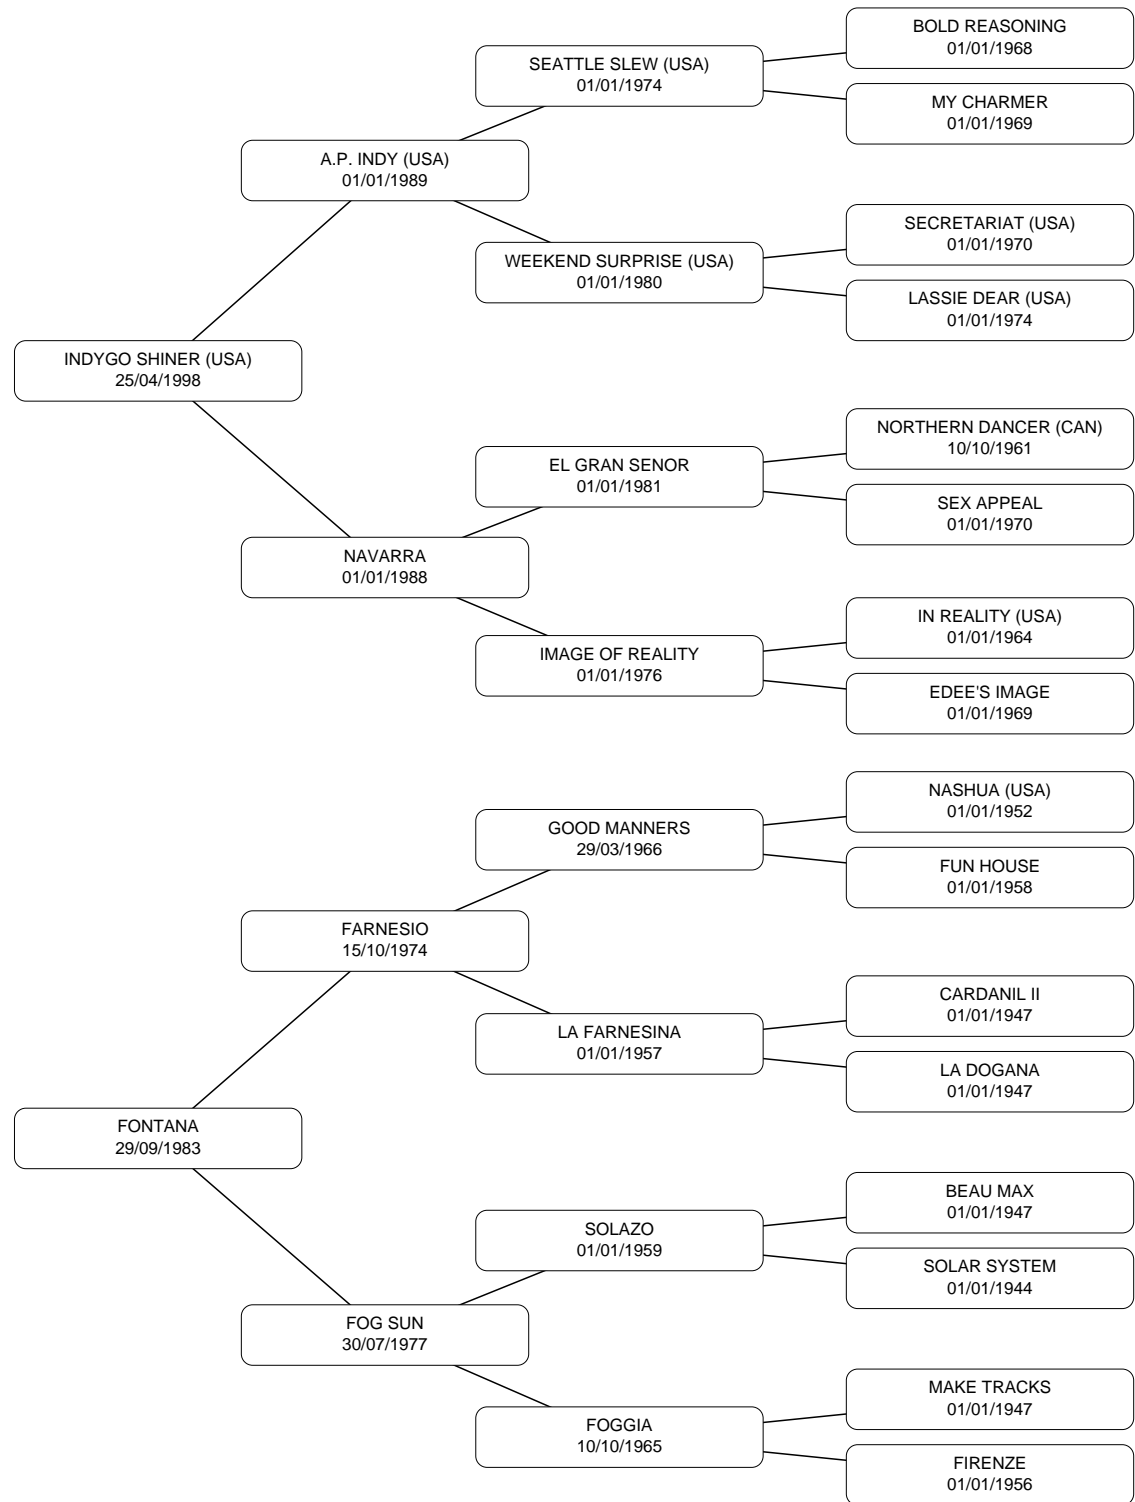 BOLD REASONING
01/01/1968
SEATTLE SLEW (USA)
01/01/1974
MY CHARMER
01/01/1969
A.P. INDY (USA)
01/01/1989
SECRETARIAT (USA)
01/01/1970
WEEKEND SURPRISE (USA)
01/01/1980
LASSIE DEAR (USA)
01/01/1974
INDYGO SHINER (USA)
25/04/1998
NORTHERN DANCER (CAN)
10/10/1961
EL GRAN SENOR
01/01/1981
SEX APPEAL
01/01/1970
NAVARRA
01/01/1988
IN REALITY (USA)
01/01/1964
IMAGE OF REALITY
01/01/1976
EDEE'S IMAGE
01/01/1969
NASHUA (USA)
01/01/1952
GOOD MANNERS
29/03/1966
FUN HOUSE
01/01/1958
FARNESIO
15/10/1974
CARDANIL II
01/01/1947
LA FARNESINA
01/01/1957
LA DOGANA
01/01/1947
FONTANA
29/09/1983
BEAU MAX
01/01/1947
SOLAZO
01/01/1959
SOLAR SYSTEM
01/01/1944
FOG SUN
30/07/1977
MAKE TRACKS
01/01/1947
FOGGIA
10/10/1965
FIRENZE
01/01/1956